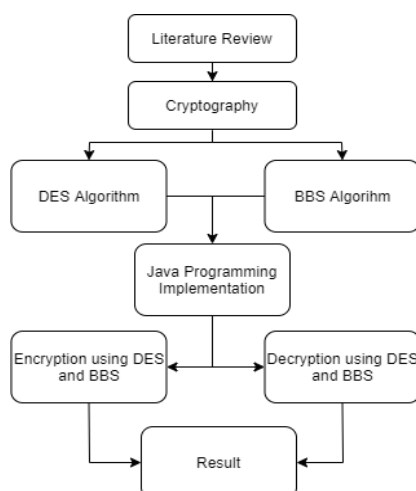 Literature Review
Cryptography
DES Algorithm
BBS Algorihm
Java Programming
Implementation
Encryption using DES
and BBS
Decryption using DES
and BBS
Result